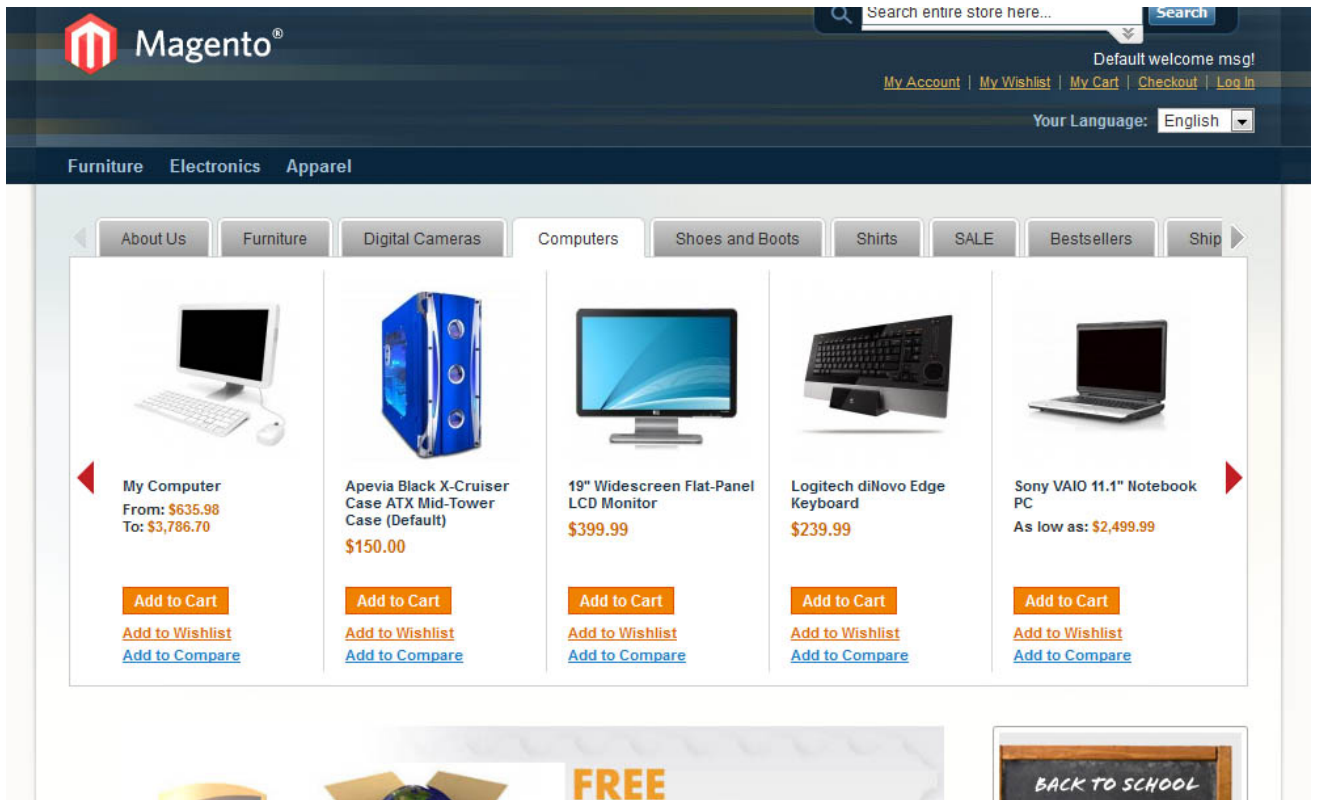 Search entire store here...
Search
Magento®
Default welcome msg!
My Account | My Wishlist | My Cart | Checkout | Log In
Your Language: English
Furniture Electronics Apparel
About Us Furniture Digital Cameras Computers Shoes and Boots Shirts SALE Bestsellers Ship
My Computer
From: $635.98
To: $3,786.70
Add to Cart
Add to Wishlist
Add to Compare
Apevia Black X-Cruiser
Case ATX Mid-Tower
Case (Default)
$150.00
Add to Cart
Add to Wishlist
Add to Compare
19" Widescreen Flat-Panel
LCD Monitor
$399.99
Add to Cart
Add to Wishlist
Add to Compare
Logitech diNovo Edge
Keyboard
$239.99
Add to Cart
Add to Wishlist
Add to Compare
Sony VAIO 11.1" Notebook
PC
As low as: $2,499.99
Add to Cart
Add to Wishlist
Add to Compare
FREE
BACK TO SCHOOL